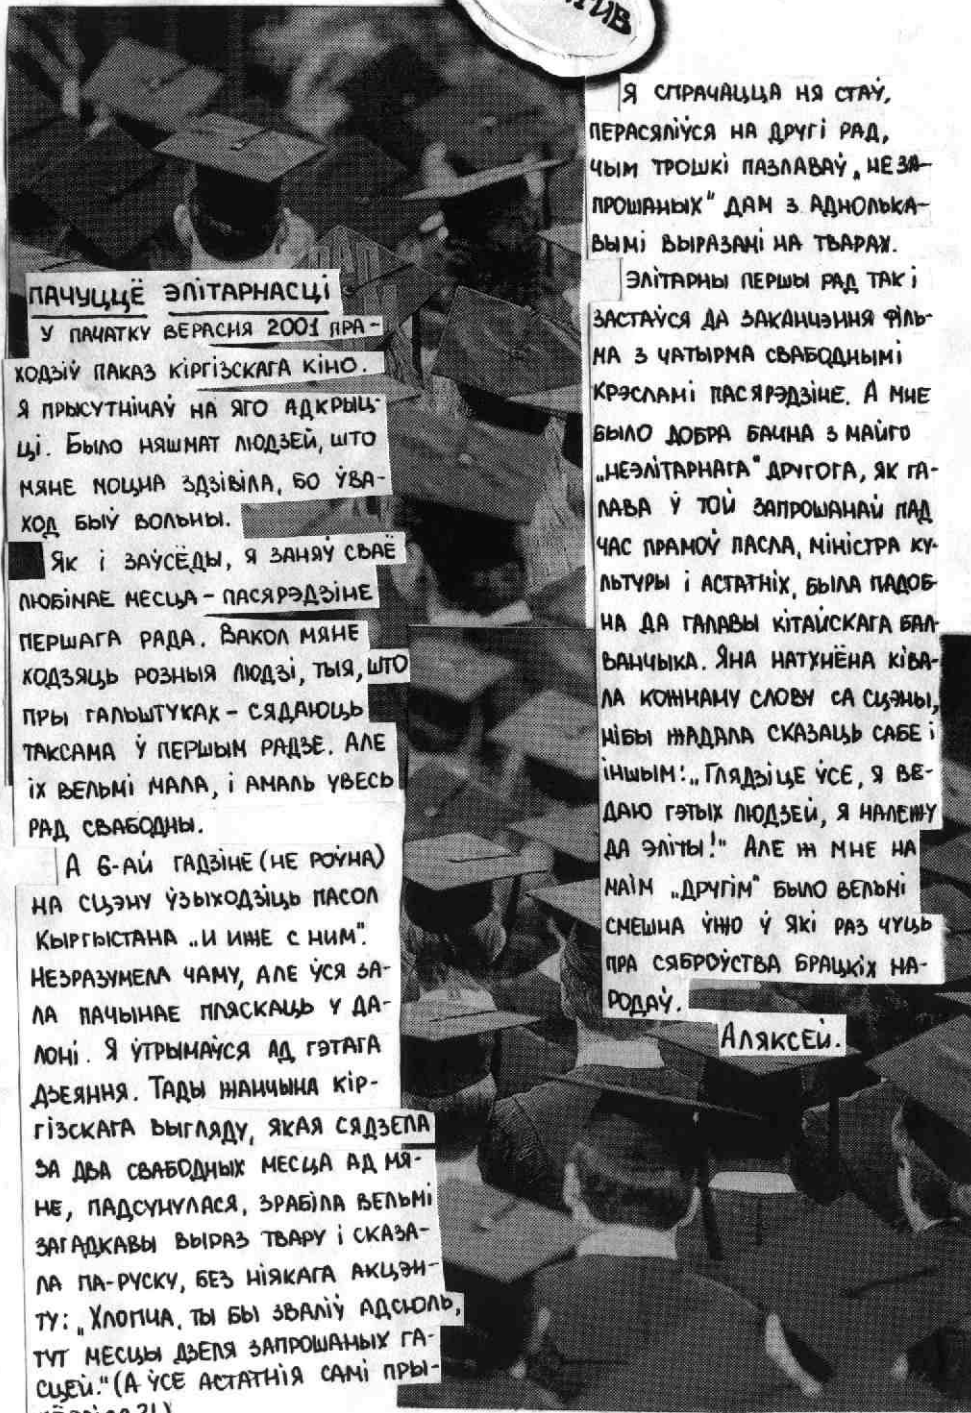 ТИВ
ПАЧУЦЦЁ ЭЛІТАРНАСЦІ
У ПАЧАТКУ ВЕРАСНЯ 2001 ПРА-
ХОДЗІЎ ПАКАЗ КІРГІЗСКАГА КІНО.
Я ПРЫСУТНІЧАЎ НА ЯГО АДКРЫЦ-
ЦІ. БЫЛО НЯШМАТ ЛЮДЗЕЙ, ШТО
МЯНЕ МОЦНА ЗДЗІВІЛА, БО ЎВА-
ХОД БЫЎ ВОЛЬНЫ.
ЯК І ЗАЎСЁДЫ, Я ЗАНЯЎ СВАЁ
ЛЮБІМАЕ МЕСЦА - ПАСЯРЭДЗІНЕ
ПЕРШАГА РАДА. ВАКОЛ МЯНЕ
ХОДЗЯЦЬ РОЗНЫЯ ЛЮДЗІ, ТЫЯ, ШТО
ПРЫ ГАЛЬШТУКАХ - СЯДАЮЦЬ
ТАКСАМА Ў ПЕРШЫМ РАДЗЕ. АЛЕ
ІХ ВЕЛЬМІ МАЛА, І АМАЛЬ УВЕСЬ
РАД СВАБОДНЫ.
А 6-АЙ ГАДЗІНЕ (НЕ РОЎНА)
НА СЦЭНУ ЎЗЫХОДЗІЦЬ ПАСОЛ
КЫРГЫСТАНА „И ИЖЕ С НИМ".
НЕЗРАЗУМЕЛА ЧАМУ, АЛЕ ЎСЯ ЗА-
ЛА ПАЧЫНАЕ ПЛЯСКАЦЬ У ДА-
ЛОНІ. Я ЎТРЫМАЎСЯ АД ГЭТАГА
ДЗЕЯННЯ. ТАДЫ ЖАНЧЫНА КІР-
ГІЗСКАГА ВЫГЛЯДУ, ЯКАЯ СЯДЗЕЛА
ЗА ДВА СВАБОДНЫХ МЕСЦА АД МЯ-
НЕ, ПАДСУНУЛАСЯ, ЗРАБІЛА ВЕЛЬМІ
ЗАГАДКАВЫ ВЫРАЗ ТВАРУ І СКАЗА-
ЛА ПА-РУСКУ, БЕЗ НІЯКАГА АКЦЭН-
ТУ: „ХЛОПЧА, ТЫ БЫ ЗВАЛІЎ АДСЮЛЬ,
ТУТ МЕСЦЫ ДЗЕЛЯ ЗАПРОШАНЫХ ГА-
СЦЕЙ." (А ЎСЕ АСТАТНІЯ САМІ ПРЫ-
Я СПРАЧАЦЦА НЯ СТАЎ,
ПЕРАСЯЛІЎСЯ НА ДРУГІ РАД,
ЧЫМ ТРОШКІ ПАЗЛАВАЎ „НЕЗА-
ПРОШАНЫХ" ДАМ З АДНОЛЬКА-
ВЫМІ ВЫРАЗАМІ НА ТВАРАХ.
ЭЛІТАРНЫ ПЕРШЫ РАД ТАК І
ЗАСТАЎСЯ ДА ЗАКАНЧЭННЯ ФІЛЬ-
МА З ЧАТЫРМА СВАБОДНЫМІ
КРЭСЛАМІ ПАСЯРЭДЗІНЕ. А МНЕ
БЫЛО ДОБРА БАЧНА З МАЙГО
„НЕЭЛІТАРНАГА" ДРУГОГА, ЯК ГА-
ЛАВА Ў ТОЙ ЗАПРОШАНАЙ ПАД
ЧАС ПРАМОЎ ПАСЛА, МІНІСТРА КУ-
ЛЬТУРЫ І АСТАТНІХ, БЫЛА ПАДОБ-
НА ДА ГАЛАВЫ КІТАЙСКАГА БАЛ-
ВАНЧЫКА. ЯНА НАТХНЁНА КІВА-
ЛА КОЖНАМУ СЛОВУ СА СЦЭНЫ,
НІБЫ ЖАДАЛА СКАЗАЦЬ САБЕ І
ІНШЫМ: „ГЛЯДЗІЦЕ ЎСЕ, Я ВЕ-
ДАЮ ГЭТЫХ ЛЮДЗЕЙ, Я НАЛЕЖУ
ДА ЭЛІТЫ!" АЛЕ Ж МНЕ НА
МАІМ „ДРУГІМ" БЫЛО ВЕЛЬМІ
СМЕШНА ЎЖО Ў ЯКІ РАЗ ЧУЦЬ
ПРА СЯБРОЎСТВА БРАЦКІХ НА-
РОДАЎ.
АЛЯКСЕЙ.